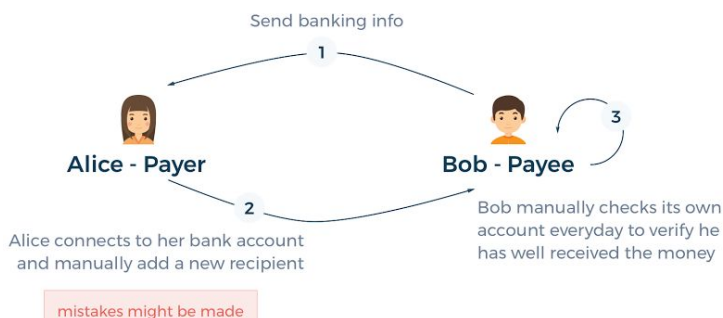 Send banking info
1
Alice - Payer
Bob - Payee
3
2
Alice connects to her bank account
and manually add a new recipient
Bob manually checks its own
account everyday to verify he
has well received the money
mistakes might be made